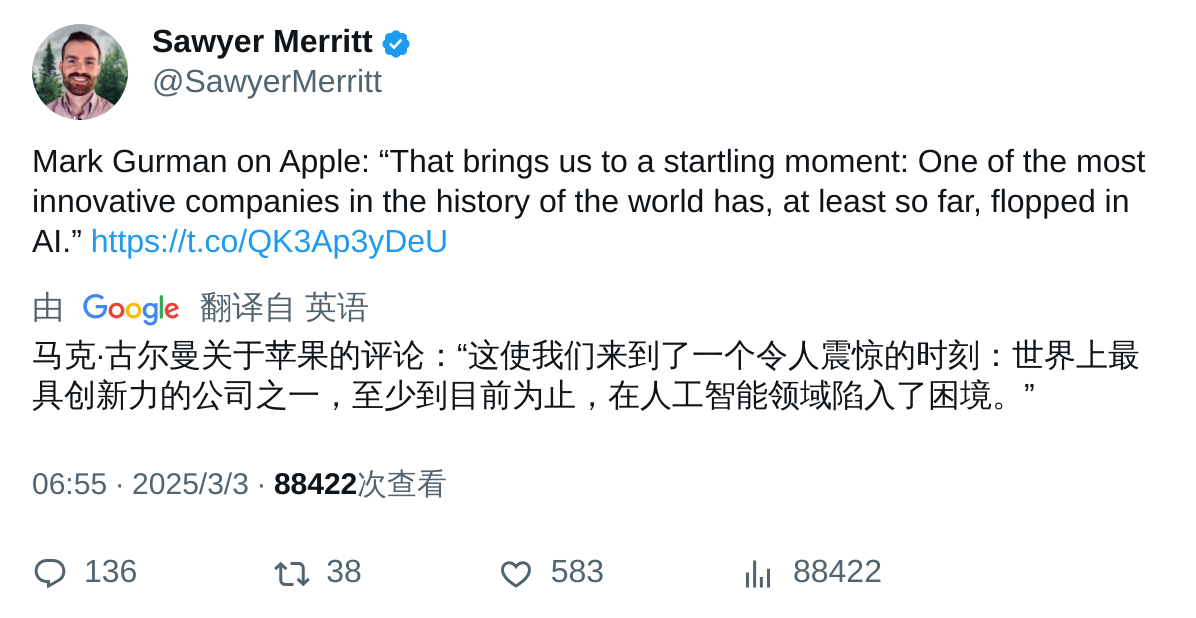 Sawyer Merritt
@SawyerMerritt
Mark Gurman on Apple: “That brings us to a startling moment: One of the most
innovative companies in the history of the world has, at least so far, flopped in
AI.” https://t.co/QK3Ap3yDeU
由 Google 翻译自 英语
马克·古尔曼关于苹果的评论：“这使我们来到了一个令人震惊的时刻：世界上最
具创新力的公司之一，至少到目前为止，在人工智能领域陷入了困境。”
06:55 · 2025/3/3 · 88422次查看
136 38 583 88422